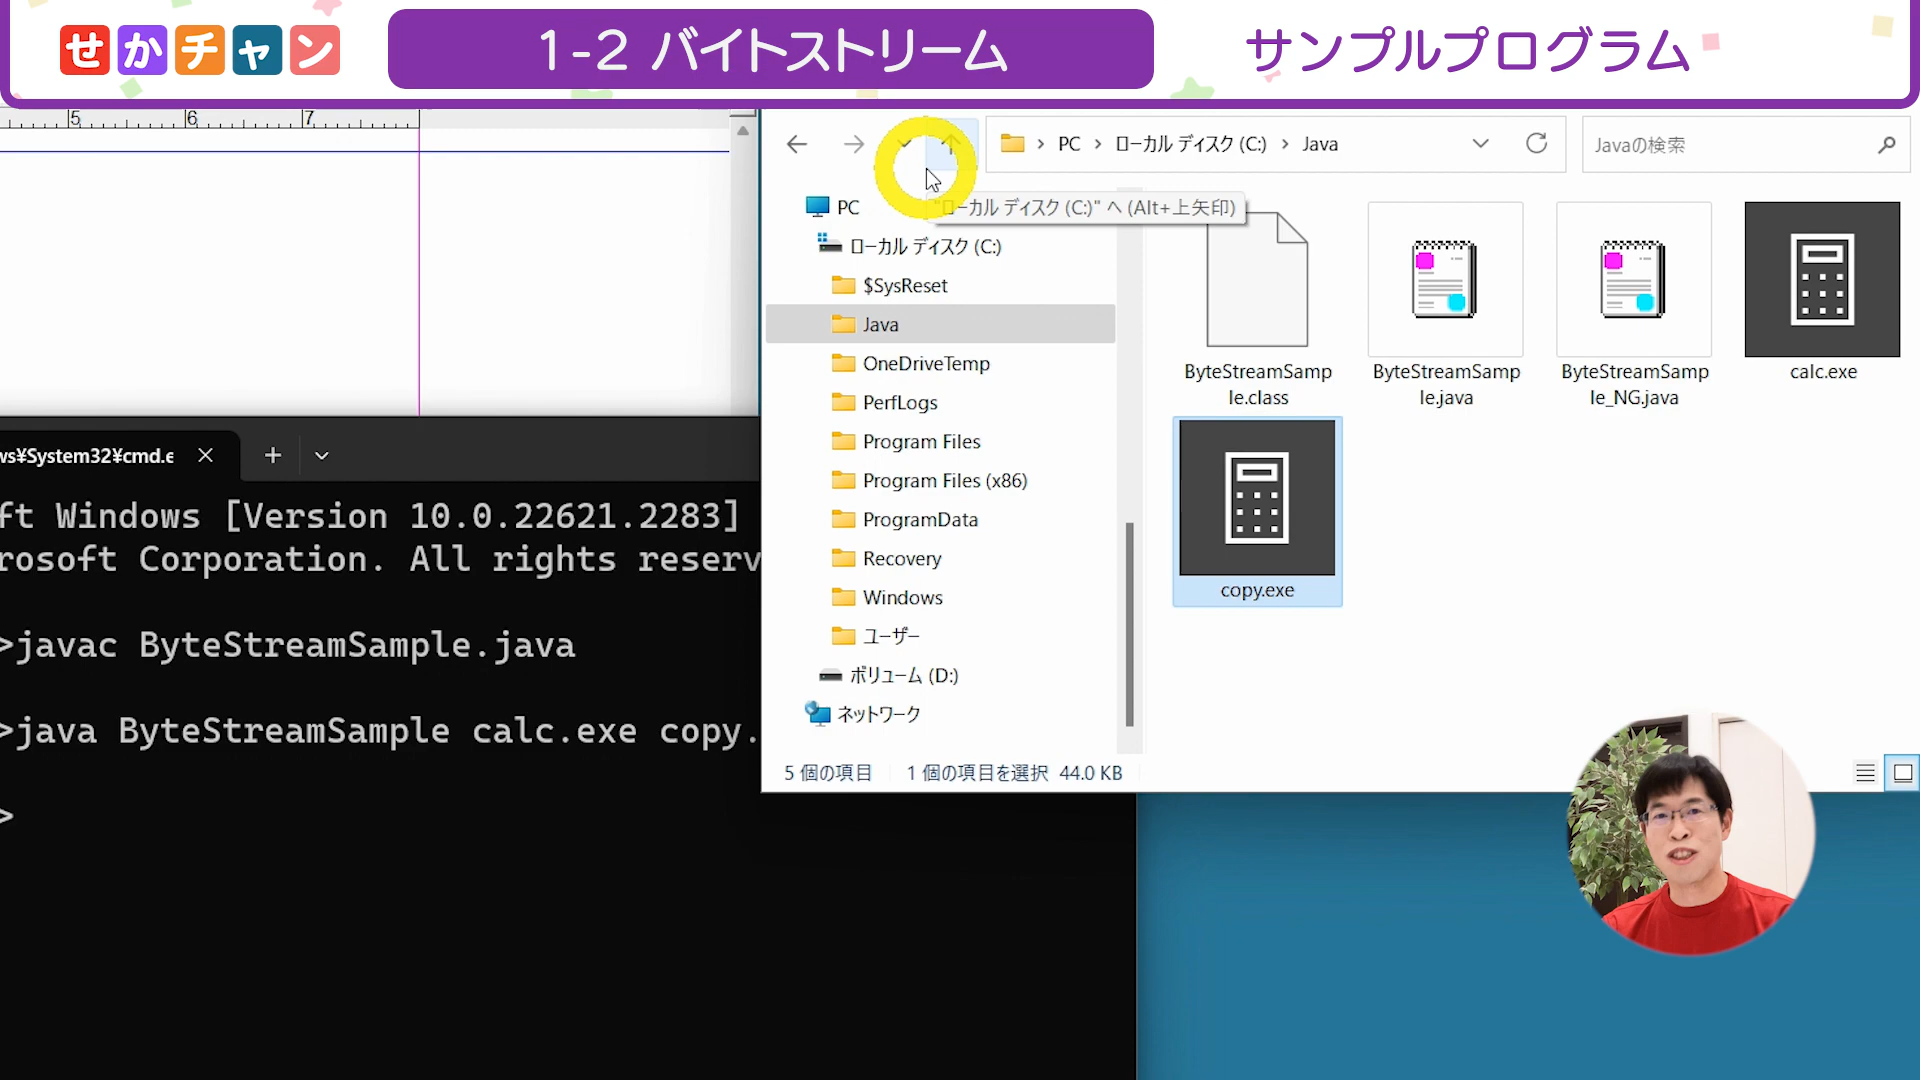 せかチャン
1-2 バイトストリーム
サンプルプログラム
5 6 7
PC › ローカル ディスク (C:) › Java
Javaの検索
"ローカル ディスク (C:)" へ (Alt+上矢印)
PC
ローカル ディスク (C:)
$SysReset
Java
OneDriveTemp
PerfLogs
Program Files
Program Files (x86)
ProgramData
Recovery
Windows
ユーザー
ボリューム (D:)
ネットワーク
ByteStreamSamp
le.class
ByteStreamSamp
le.java
ByteStreamSamp
le_NG.java
calc.exe
copy.exe
5 個の項目
1 個の項目を選択 44.0 KB
ws¥System32¥cmd.e
ft Windows [Version 10.0.22621.2283]
rosoft Corporation. All rights reserv
>javac ByteStreamSample.java
>java ByteStreamSample calc.exe copy.
>